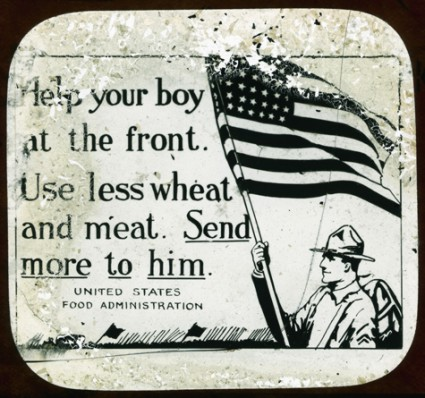 Help your boy
at the front.
Use less wheat
and meat. Send
more to him.
UNITED STATES
FOOD ADMINISTRATION